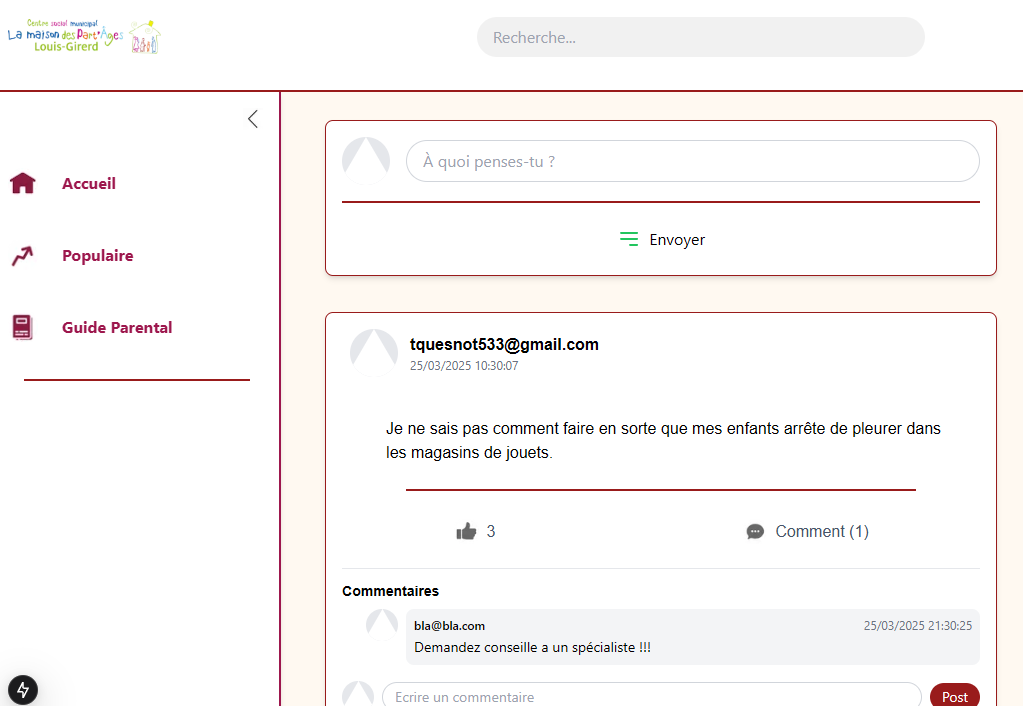 Centre social municipal
La maison des Part'Âges
Louis-Girerd
Recherche...
Accueil
Populaire
Guide Parental
À quoi penses-tu ?
Envoyer
tquesnot533@gmail.com
25/03/2025 10:30:07
Je ne sais pas comment faire en sorte que mes enfants arrête de pleurer dans
les magasins de jouets.
3
Comment (1)
Commentaires
bla@bla.com 25/03/2025 21:30:25
Demandez conseille a un spécialiste !!!
Ecrire un commentaire
Post